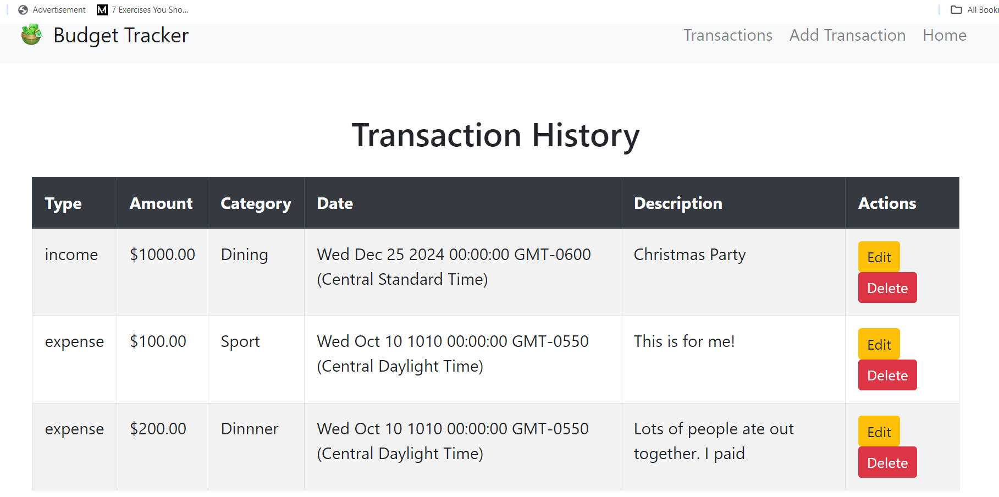 Advertisement 7 Exercises You Sho... All Book
Budget Tracker Transactions Add Transaction Home
Transaction History
Type Amount Category Date Description Actions
income $1000.00 Dining Wed Dec 25 2024 00:00:00 GMT-0600 Christmas Party Edit
(Central Standard Time) Delete
expense $100.00 Sport Wed Oct 10 1010 00:00:00 GMT-0550 This is for me! Edit
(Central Daylight Time) Delete
expense $200.00 Dinnner Wed Oct 10 1010 00:00:00 GMT-0550 Lots of people ate out Edit
(Central Daylight Time) together. I paid Delete